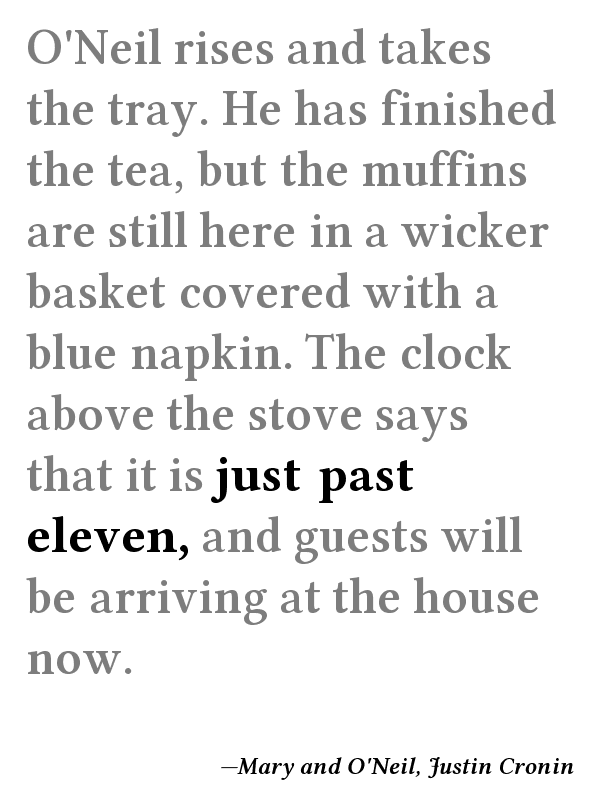 O'Neil rises and takes
the tray. He has finished
the tea, but the muffins
are still here in a wicker
basket covered with a
blue napkin. The clock
above the stove says
that it is just past
eleven, and guests will
be arriving at the house
now.
—Mary and O'Neil, Justin Cronin